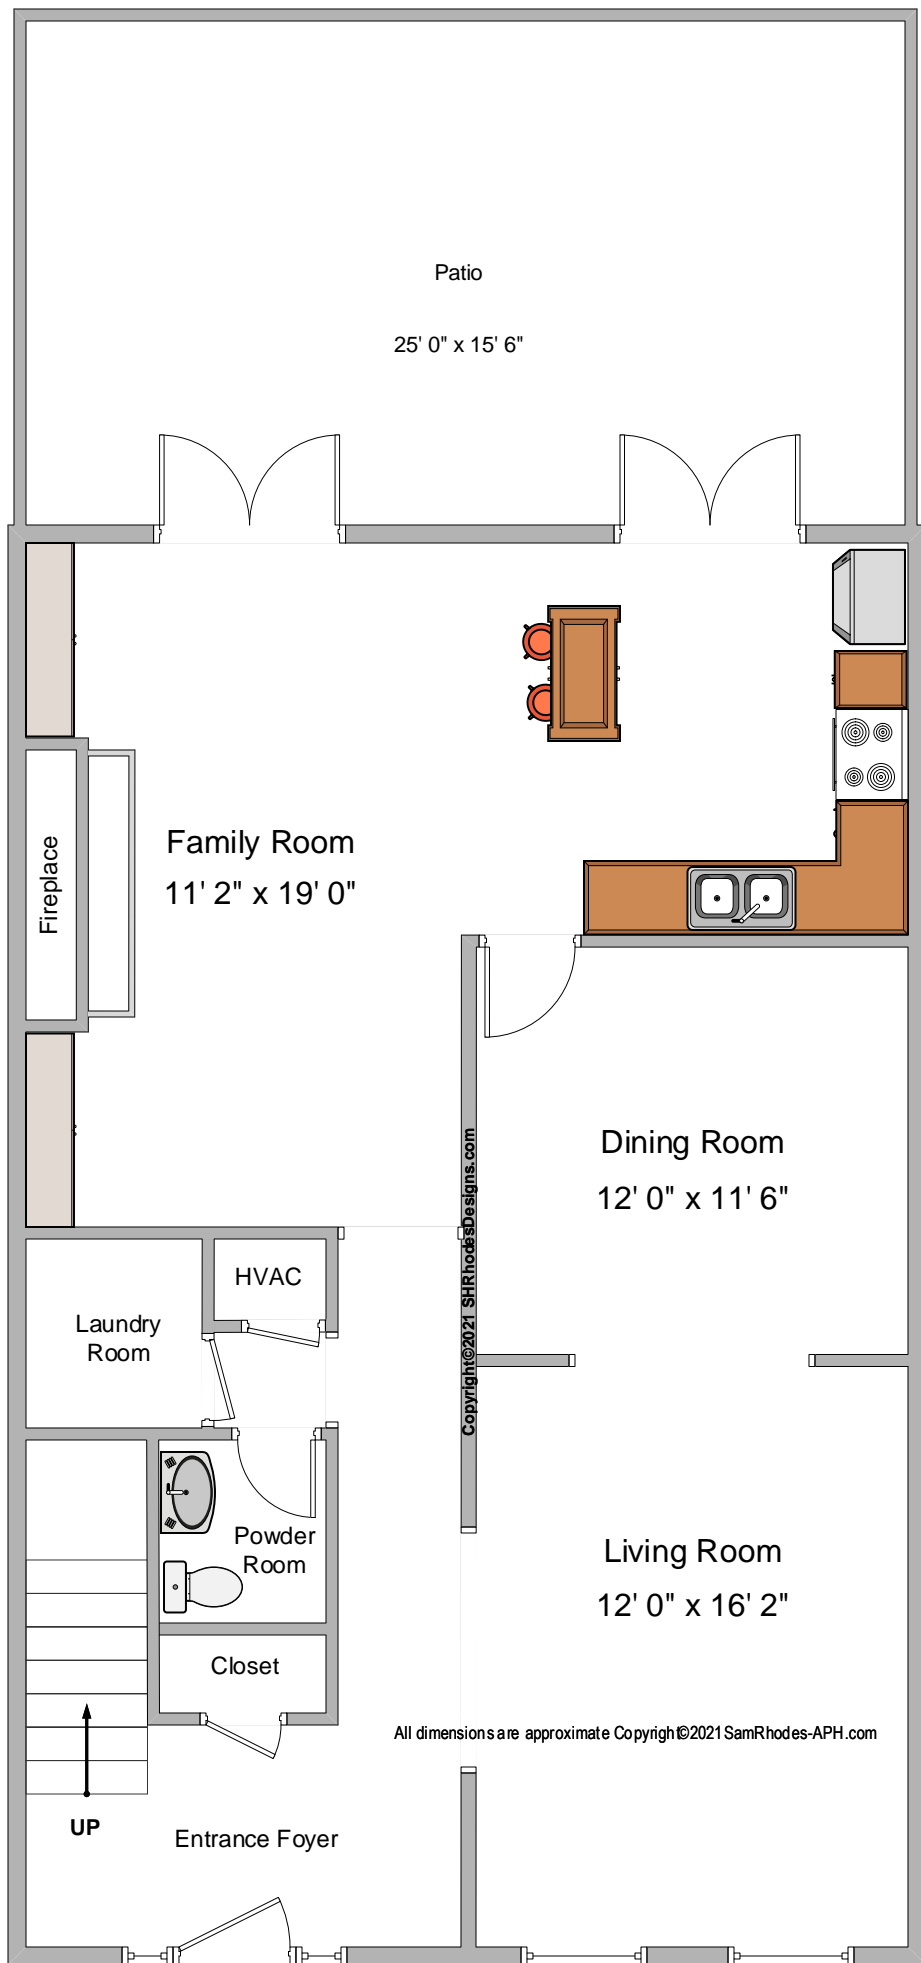 Patio
25' 0" x 15' 6"
Family Room
11' 2" x 19' 0"
Fireplace
Dining Room
12' 0" x 11' 6"
Copyright©2021 SHRhodesDesigns.com
HVAC
Laundry
Room
Powder
Room
Living Room
12' 0" x 16' 2"
Closet
All dimensions are approximate Copyright©2021 SamRhodes-APH.com
UP
Entrance Foyer